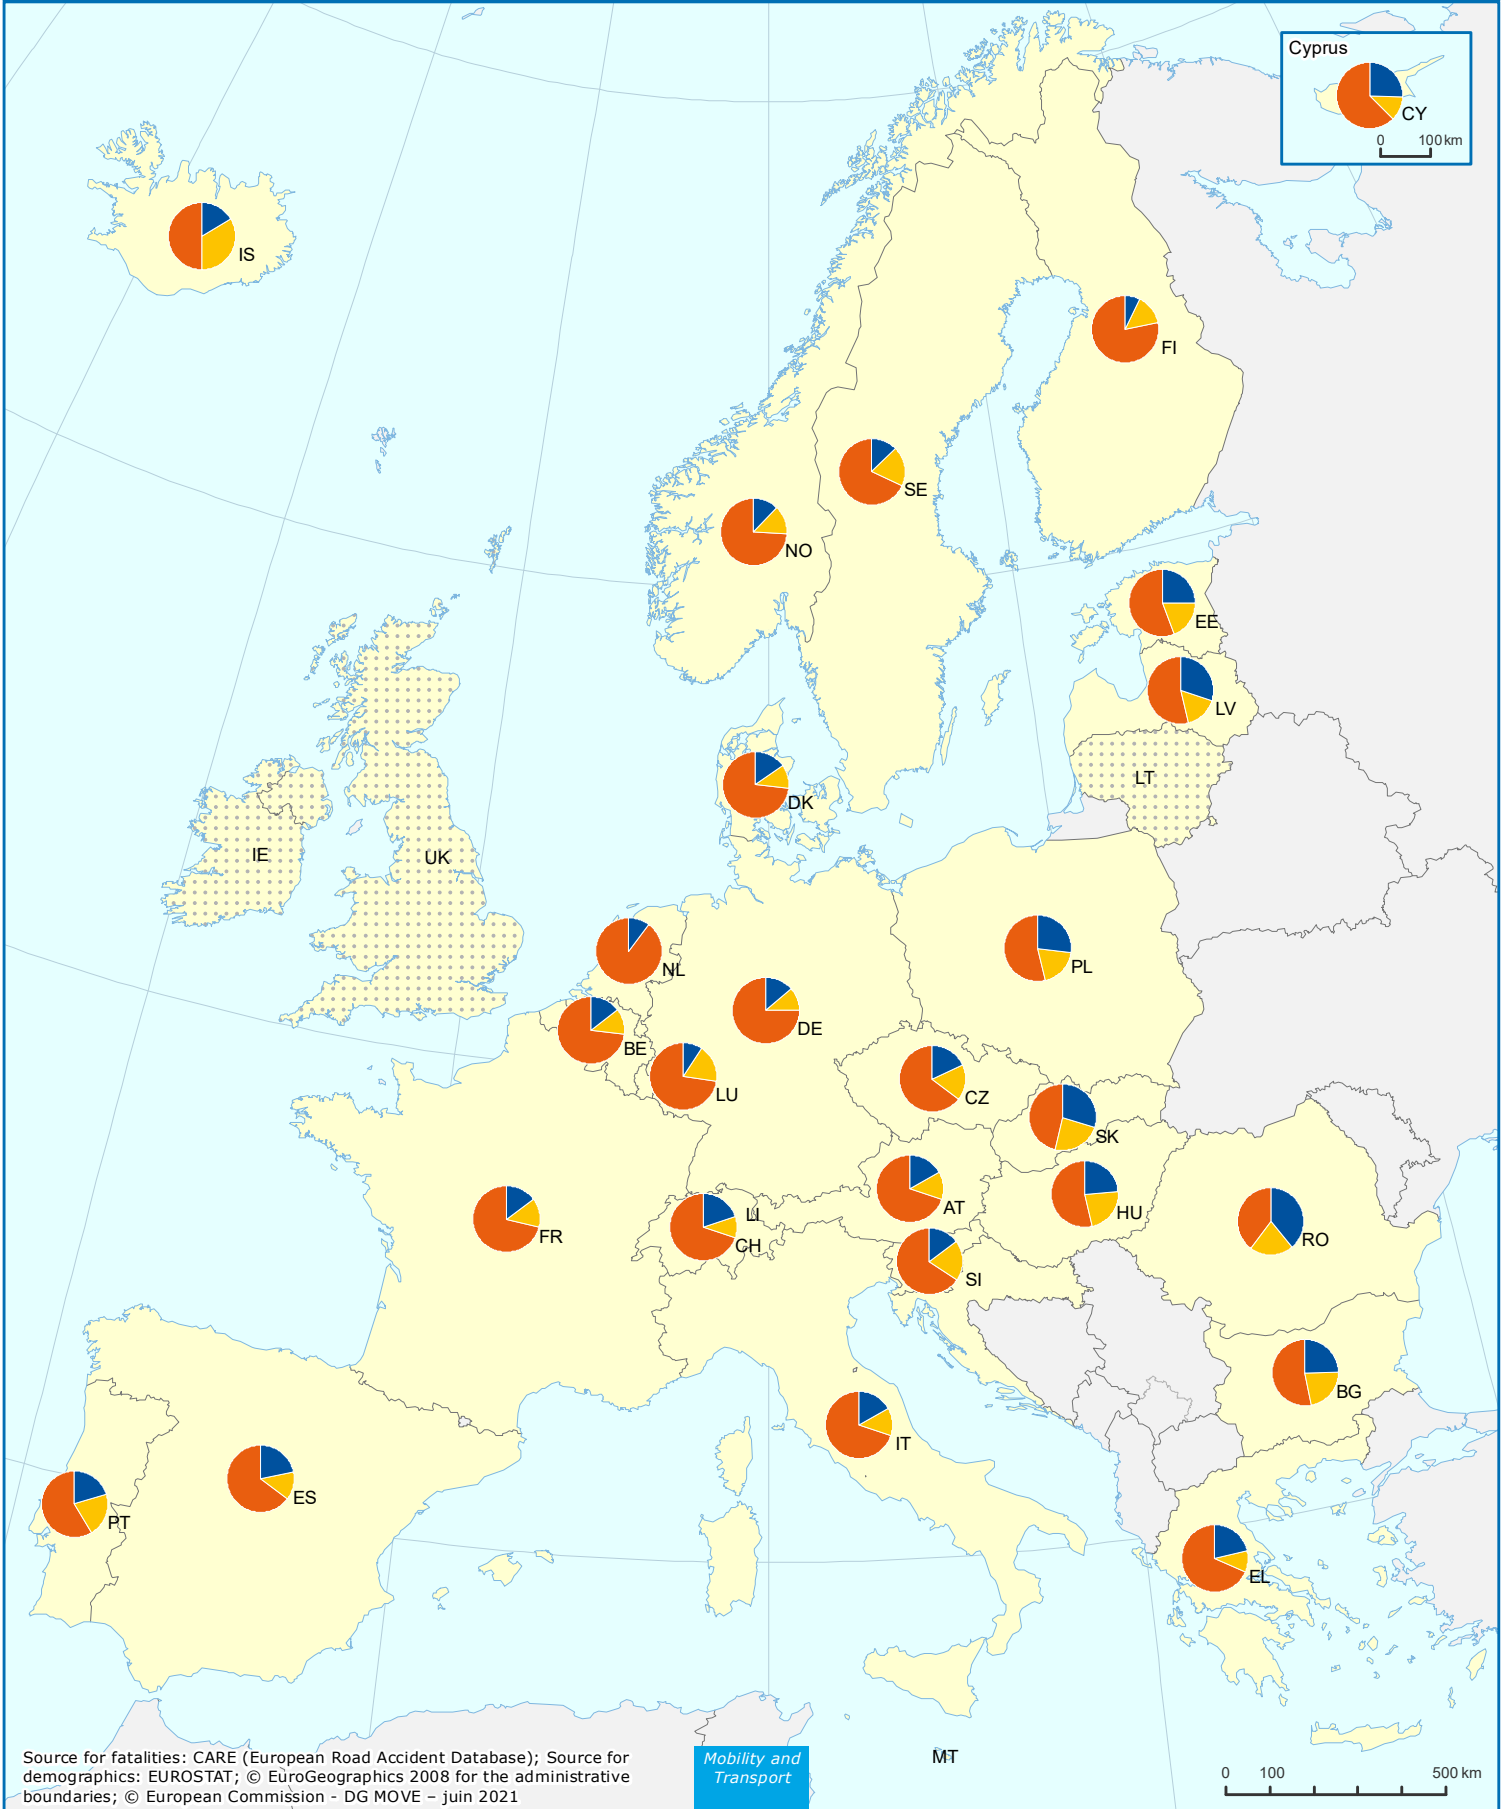 Cyprus
CY
0 100 km
IS
FI
SE
NO
EE
LV
LT
DK
IE
UK
NL
PL
DE
BE
LU
CZ
SK
AT
HU
LI
CH
FR
RO
SI
BG
IT
ES
PT
EL
MT
Source for fatalities: CARE (European Road Accident Database); Source for
demographics: EUROSTAT; © EuroGeographics 2008 for the administrative
boundaries; © European Commission - DG MOVE – juin 2021
Mobility and
Transport
0 100 500 km